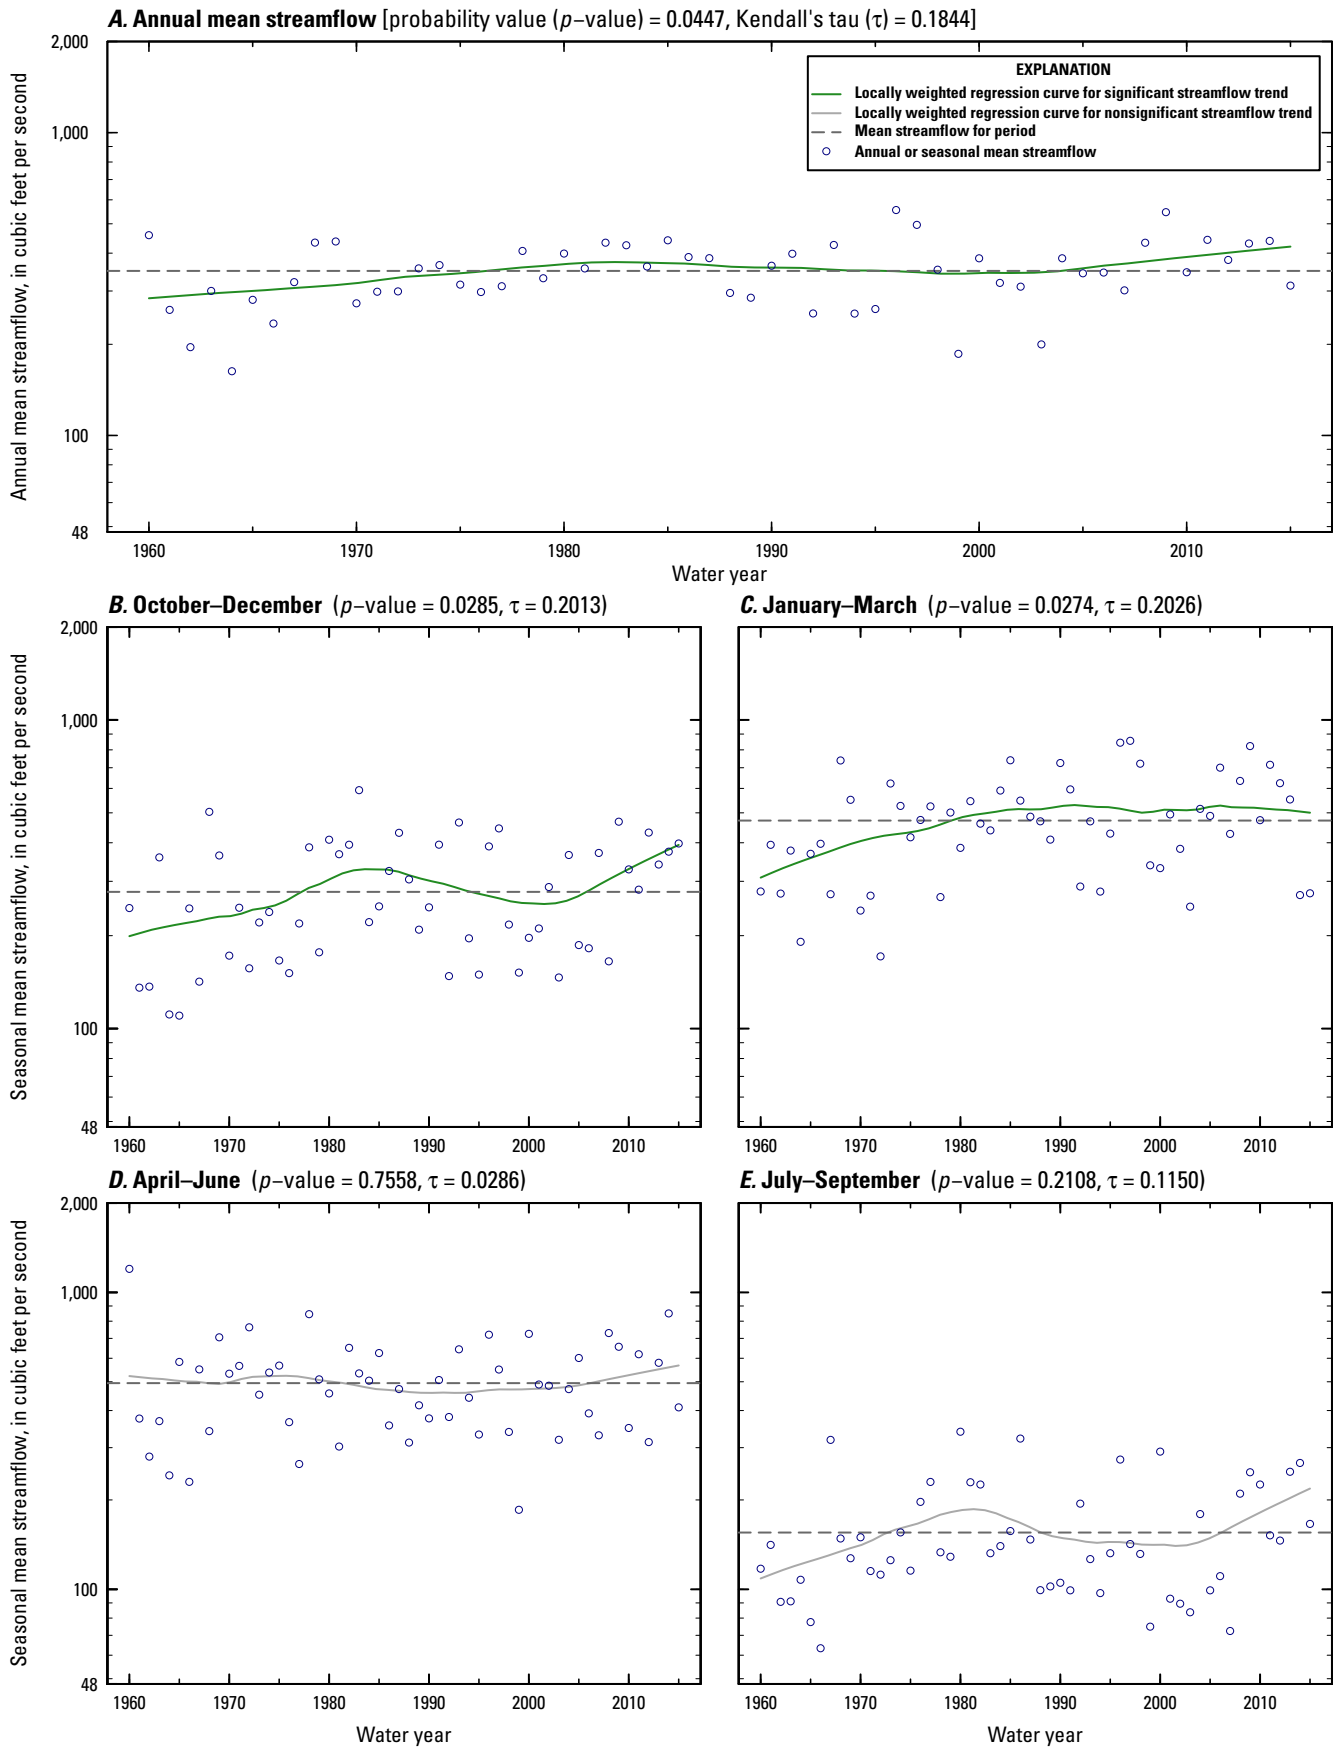 A. Annual mean streamflow [probability value (p–value) = 0.0447, Kendall's tau (τ) = 0.1844]
2,000
EXPLANATION
Locally weighted regression curve for significant streamflow trend
Locally weighted regression curve for nonsignificant streamflow trend
Mean streamflow for period
Annual or seasonal mean streamflow
1,000
100
48
Annual mean streamflow, in cubic feet per second
1960 1970 1980 1990 2000 2010
Water year
B. October–December (p–value = 0.0285, τ = 0.2013)
2,000
1,000
100
48
Seasonal mean streamflow, in cubic feet per second
1960 1970 1980 1990 2000 2010
C. January–March (p–value = 0.0274, τ = 0.2026)
1960 1970 1980 1990 2000 2010
D. April–June (p–value = 0.7558, τ = 0.0286)
2,000
1,000
100
48
Seasonal mean streamflow, in cubic feet per second
1960 1970 1980 1990 2000 2010
Water year
E. July–September (p–value = 0.2108, τ = 0.1150)
1960 1970 1980 1990 2000 2010
Water year